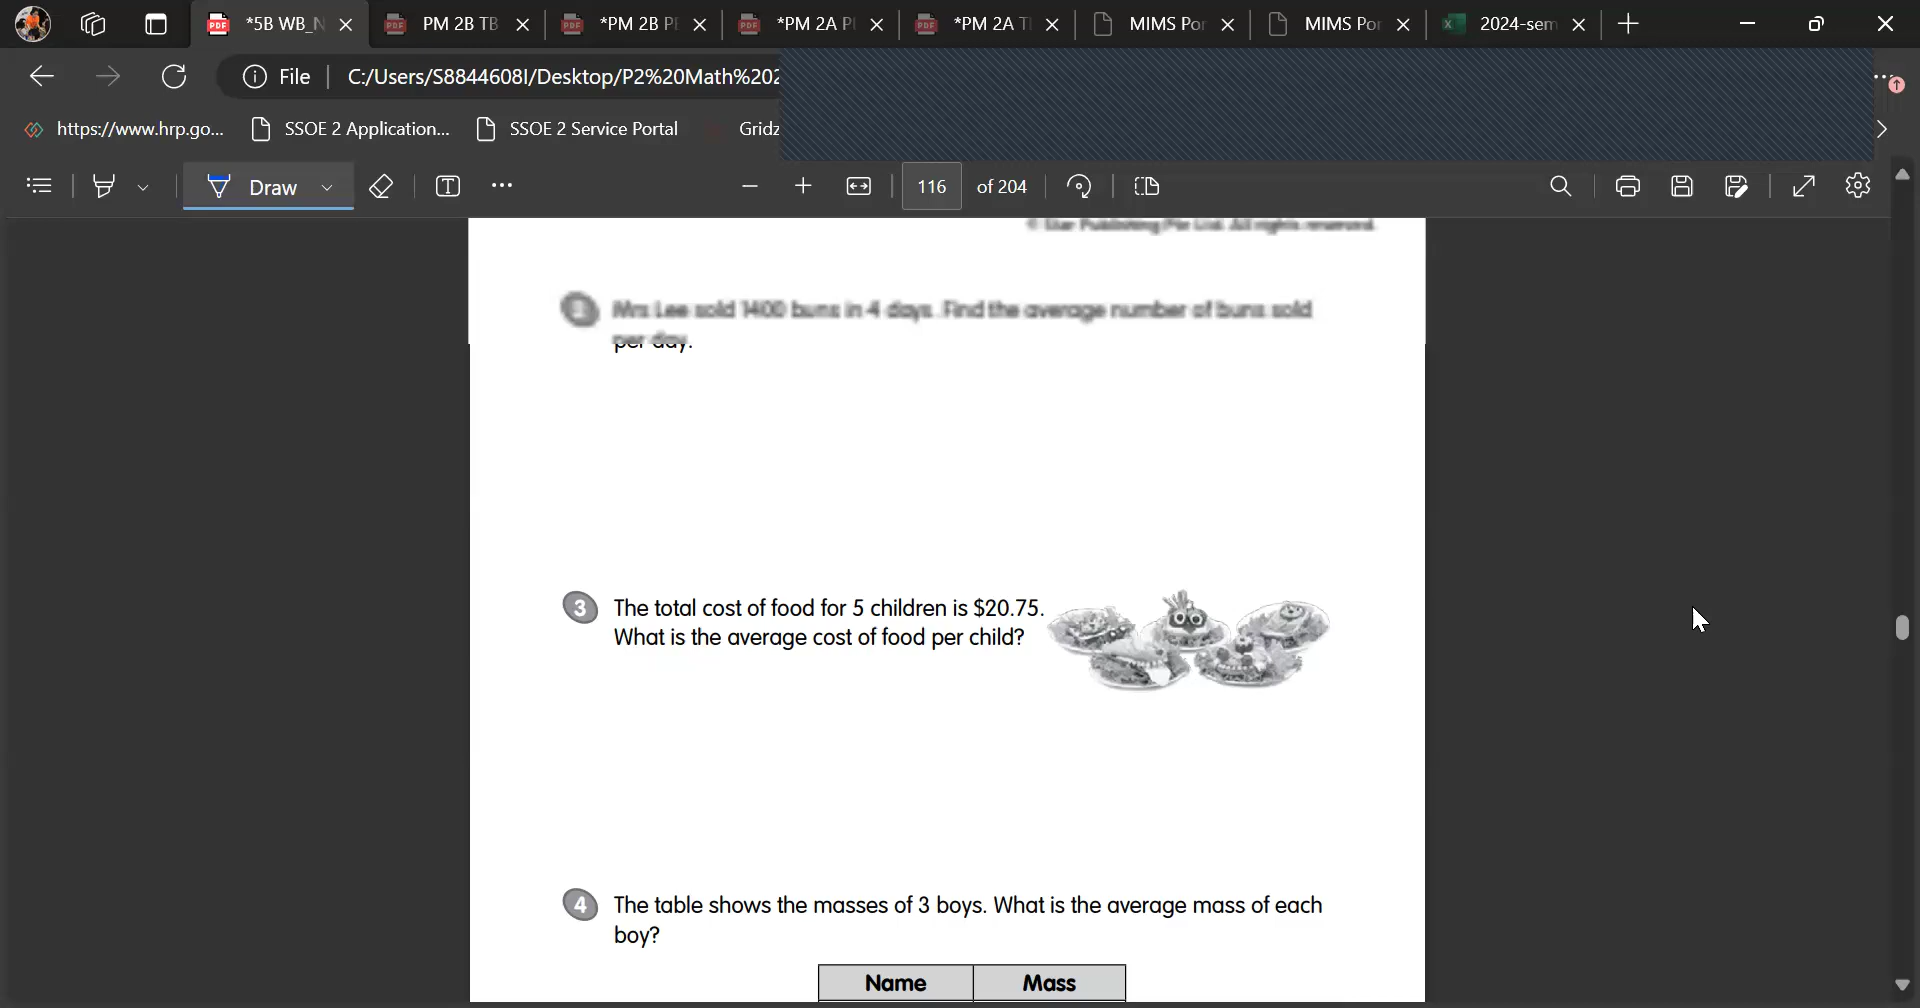 *5B WB_N
PM 2B TB
*PM 2B P
*PM 2A P
*PM 2A T
MIMS Por
MIMS Por
2024-sem
File
C:/Users/S8844608I/Desktop/P2%20Math%202
https://www.hrp.go...
SSOE 2 Application...
SSOE 2 Service Portal
Gridz
Draw
116 of 204
© Star Publishing Pte Ltd. All rights reserved.
Mrs Lee sold 1400 buns in 4 days. Find the average number of buns sold
per day.
3 The total cost of food for 5 children is $20.75.
What is the average cost of food per child?
4 The table shows the masses of 3 boys. What is the average mass of each
boy?
Name Mass